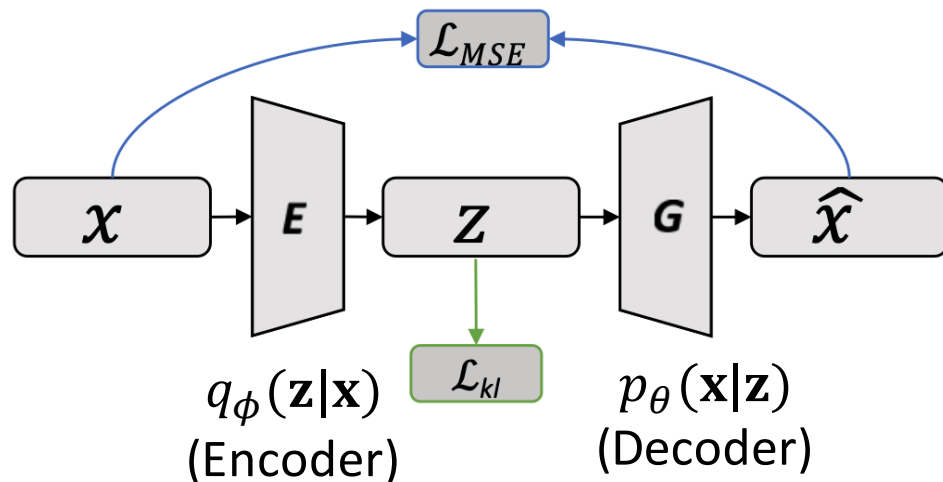 ℒ_MSE
x
E
z
G
x̂
ℒ_kl
q_ϕ(𝐳|𝐱)
(Encoder)
p_θ(𝐱|𝐳)
(Decoder)